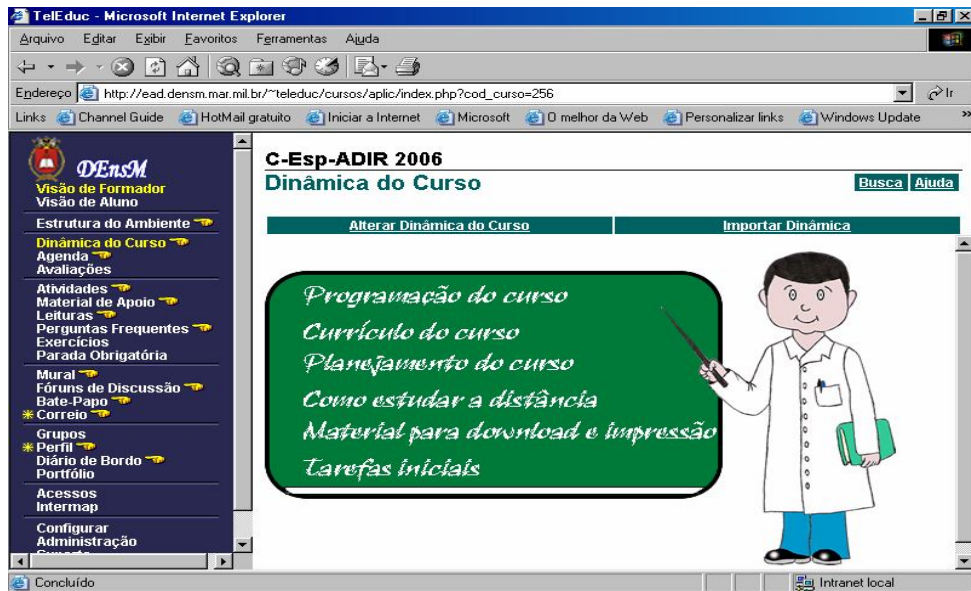 TelEduc - Microsoft Internet Explorer
Arquivo Editar Exibir Favoritos Ferramentas Ajuda
Endereço http://ead.densm.mar.mil.br/~teleduc/cursos/aplic/index.php?cod_curso=256 Ir
Links Channel Guide HotMail gratuito Iniciar a Internet Microsoft O melhor da Web Personalizar links Windows Update »
DEnsM
Visão de Formador
Visão de Aluno
Estrutura do Ambiente
Dinâmica do Curso
Agenda
Avaliações
Atividades
Material de Apoio
Leituras
Perguntas Frequentes
Exercícios
Parada Obrigatória
Mural
Fóruns de Discussão
Bate-Papo
Correio
Grupos
Perfil
Diário de Bordo
Portfólio
Acessos
Intermap
Configurar
Administração
C-Esp-ADIR 2006
Dinâmica do Curso
Busca Ajuda
Alterar Dinâmica do Curso Importar Dinâmica
Programação do curso
Currículo do curso
Planejamento do curso
Como estudar a distância
Material para download e impressão
Tarefas iniciais
Concluído Intranet local